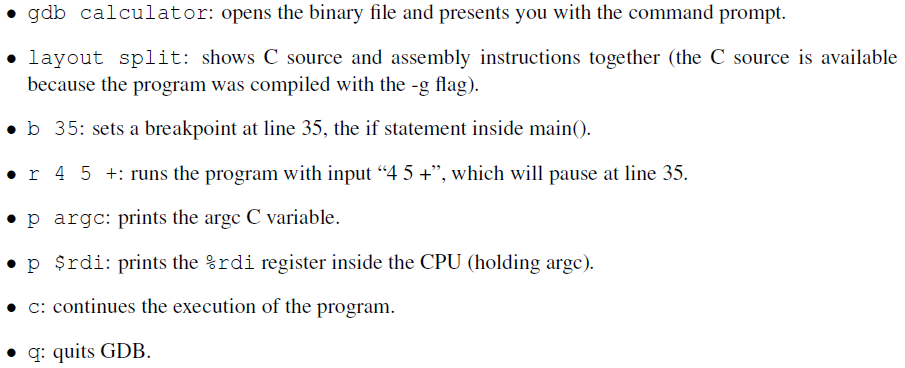 • gdb calculator: opens the binary file and presents you with the command prompt.
• layout split: shows C source and assembly instructions together (the C source is available
because the program was compiled with the -g flag).
• b 35: sets a breakpoint at line 35, the if statement inside main().
• r 4 5 +: runs the program with input “4 5 +”, which will pause at line 35.
• p argc: prints the argc C variable.
• p $rdi: prints the %rdi register inside the CPU (holding argc).
• c: continues the execution of the program.
• q: quits GDB.